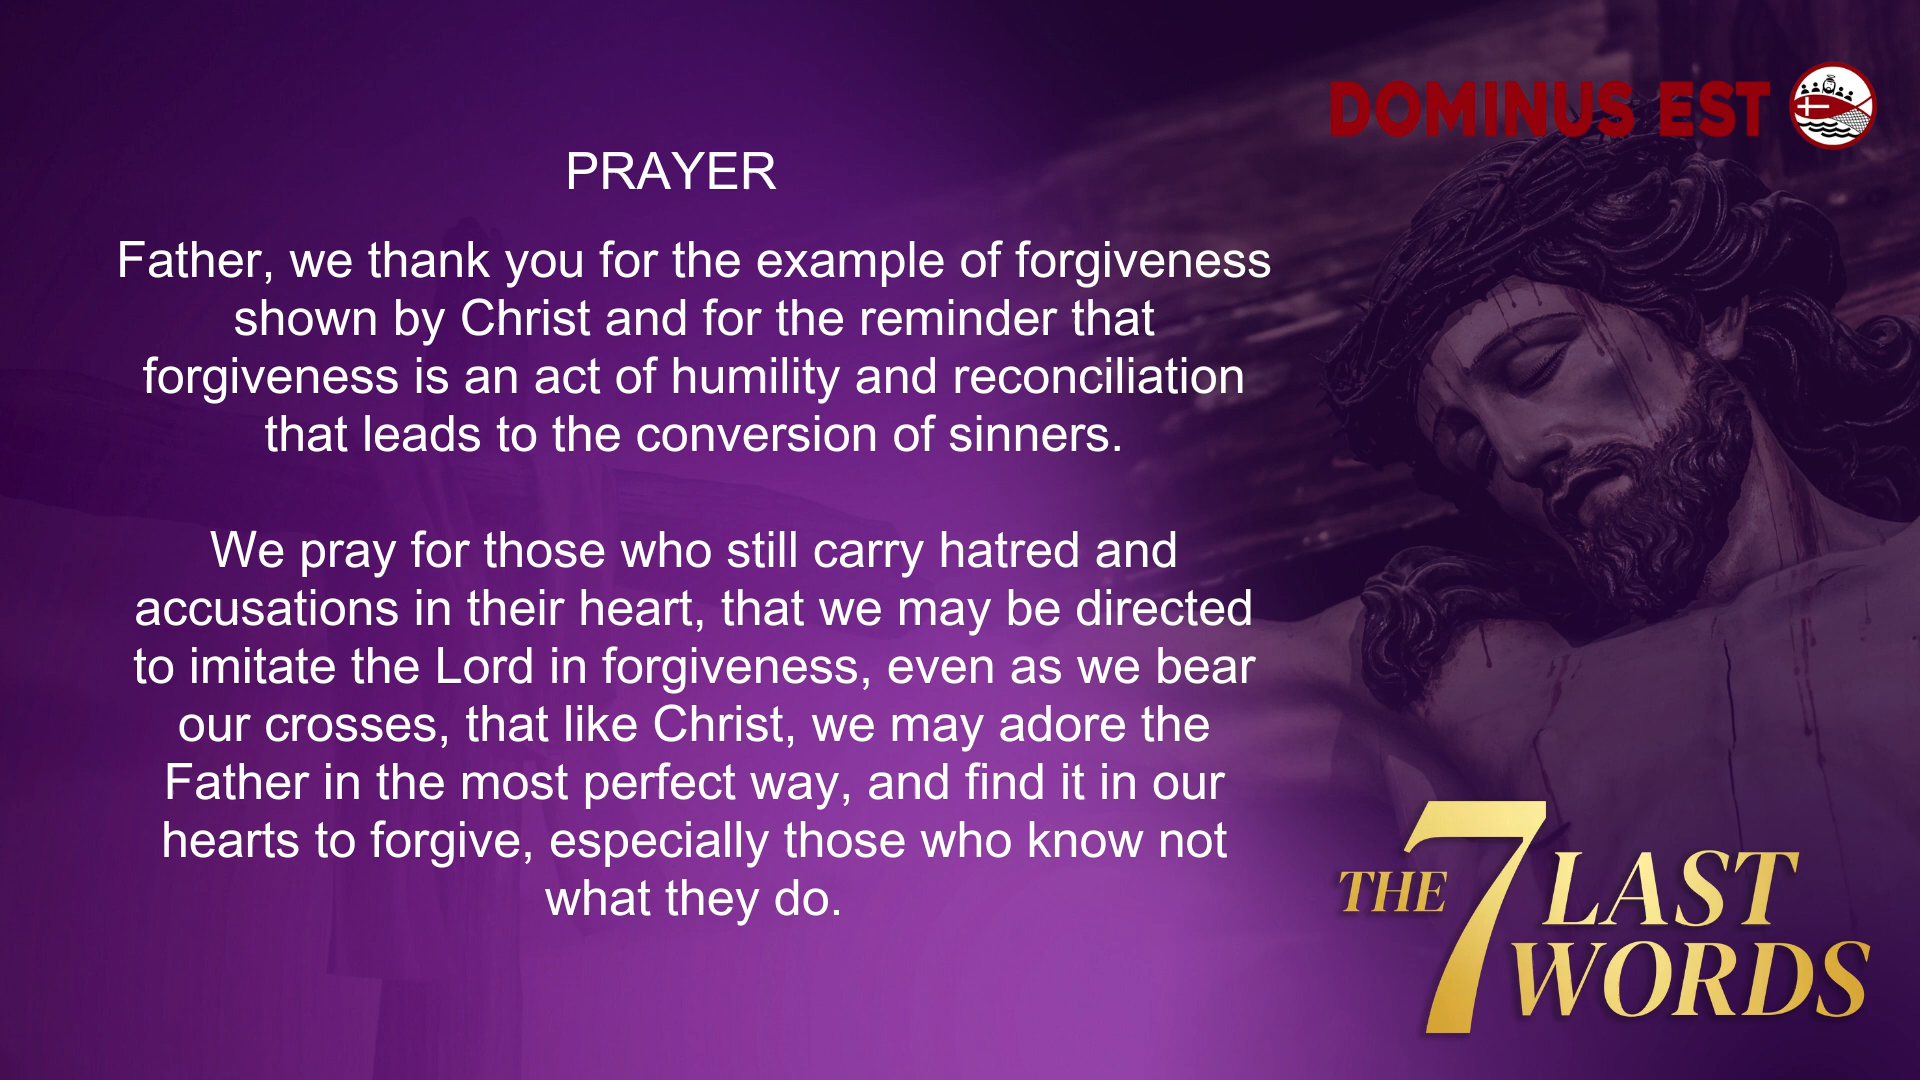 DOMINUS EST
PRAYER
Father, we thank you for the example of forgiveness
shown by Christ and for the reminder that
forgiveness is an act of humility and reconciliation
that leads to the conversion of sinners.
We pray for those who still carry hatred and
accusations in their heart, that we may be directed
to imitate the Lord in forgiveness, even as we bear
our crosses, that like Christ, we may adore the
Father in the most perfect way, and find it in our
hearts to forgive, especially those who know not
what they do.
THE 7 LAST
WORDS